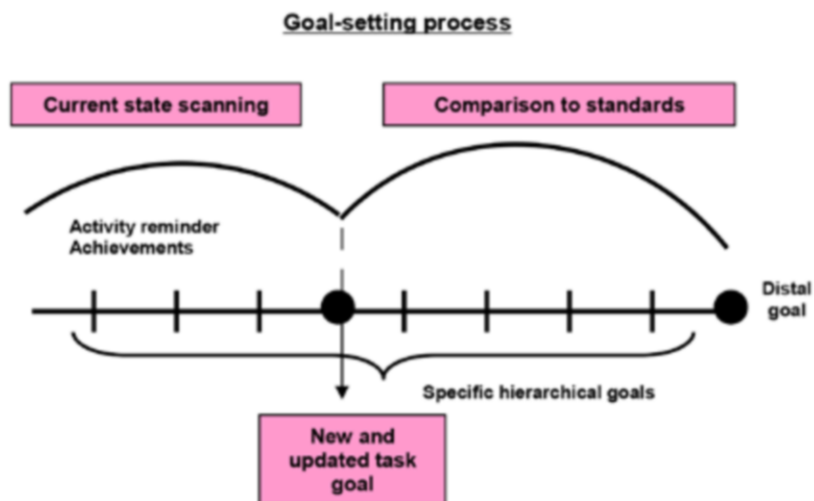 Goal-setting process
Current state scanning
Comparison to standards
Activity reminder
Achievements
Distal
goal
Specific hierarchical goals
New and
updated task
goal